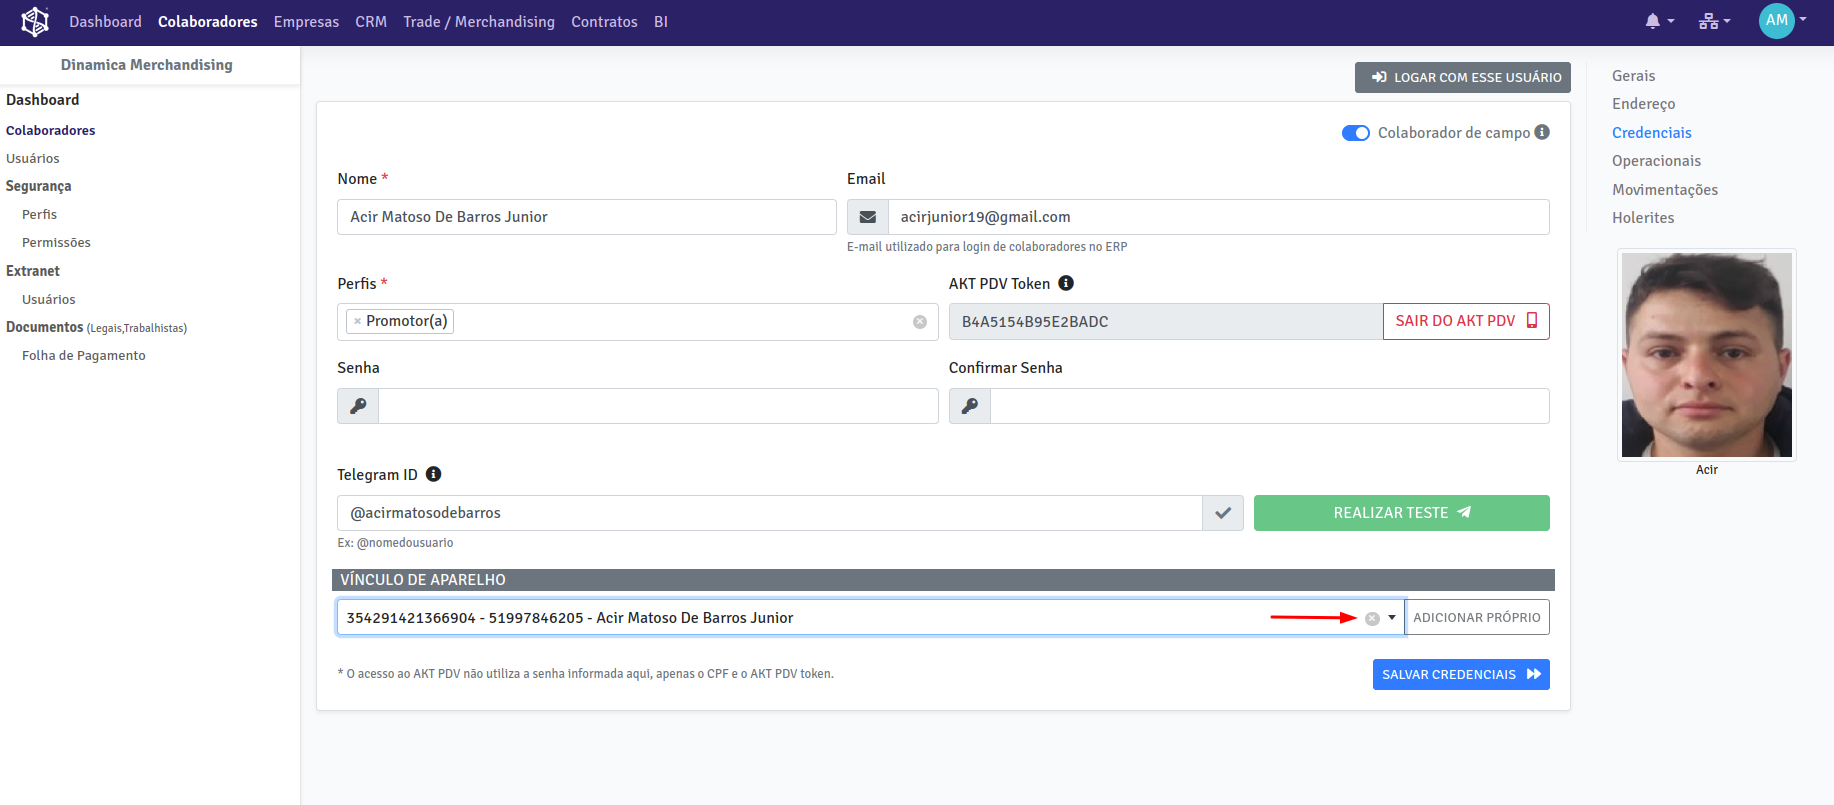 Dashboard Colaboradores Empresas CRM Trade / Merchandising Contratos BI AM
Dinamica Merchandising
Dashboard
Colaboradores
Usuários
Segurança
Perfis
Permissões
Extranet
Usuários
Documentos (Legais,Trabalhistas)
Folha de Pagamento
LOGAR COM ESSE USUÁRIO
Colaborador de campo
Nome * Email
Acir Matoso De Barros Junior acirjunior19@gmail.com
E-mail utilizado para login de colaboradores no ERP
Perfis * AKT PDV Token
× Promotor(a) B4A5154B95E2BADC SAIR DO AKT PDV
Senha Confirmar Senha
Telegram ID
@acirmatosodebarros REALIZAR TESTE
Ex: @nomedousuario
VÍNCULO DE APARELHO
354291421366904 - 51997846205 - Acir Matoso De Barros Junior ADICIONAR PRÓPRIO
* O acesso ao AKT PDV não utiliza a senha informada aqui, apenas o CPF e o AKT PDV token. SALVAR CREDENCIAIS
Gerais
Endereço
Credenciais
Operacionais
Movimentações
Holerites
Acir